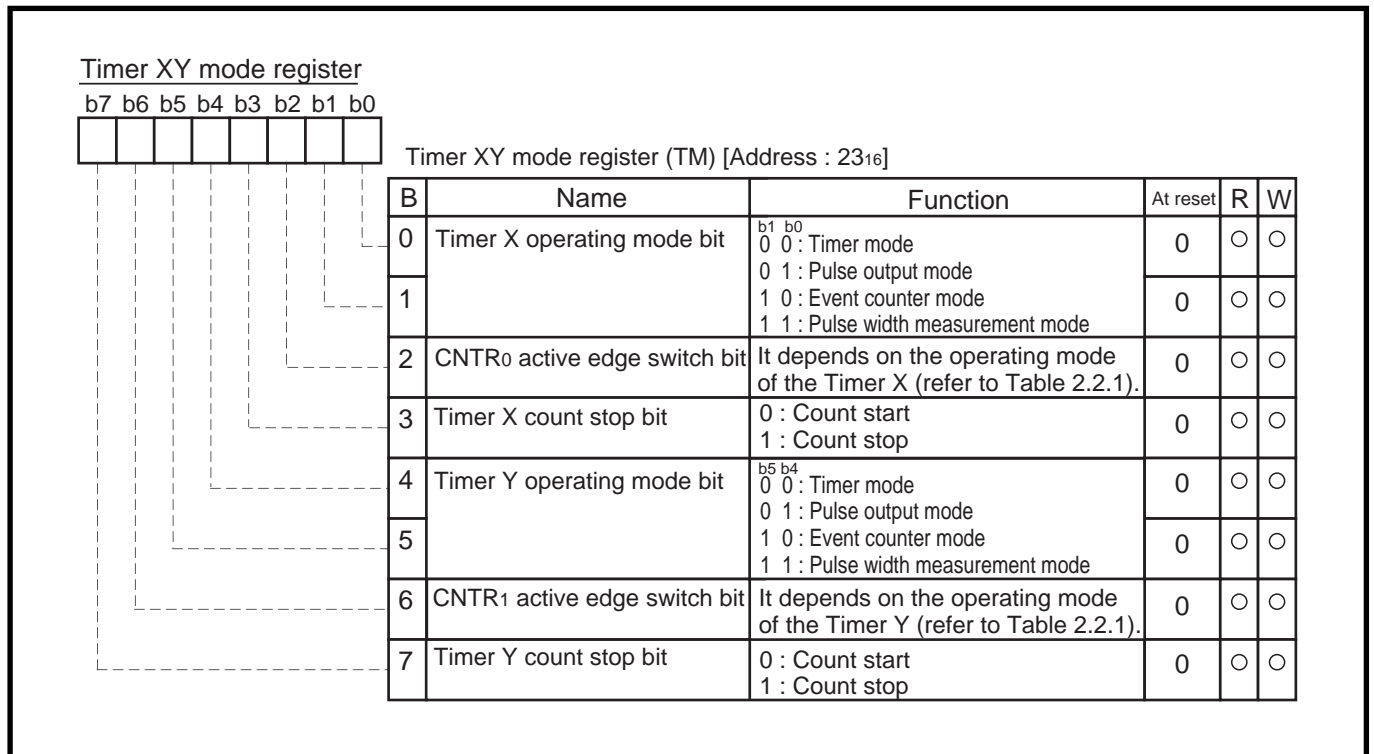 Timer XY mode register
b7 b6 b5 b4 b3 b2 b1 b0
Timer XY mode register (TM) [Address : 23₁₆]
B Name Function At reset R W
0 Timer X operating mode bit b1 b0
0 0 : Timer mode 0 ○ ○
0 1 : Pulse output mode
1 1 0 : Event counter mode 0 ○ ○
1 1 : Pulse width measurement mode
2 CNTR₀ active edge switch bit It depends on the operating mode 0 ○ ○
of the Timer X (refer to Table 2.2.1).
3 Timer X count stop bit 0 : Count start 0 ○ ○
1 : Count stop
4 Timer Y operating mode bit b5 b4
0 0 : Timer mode 0 ○ ○
0 1 : Pulse output mode
5 1 0 : Event counter mode 0 ○ ○
1 1 : Pulse width measurement mode
6 CNTR₁ active edge switch bit It depends on the operating mode 0 ○ ○
of the Timer Y (refer to Table 2.2.1).
7 Timer Y count stop bit 0 : Count start 0 ○ ○
1 : Count stop